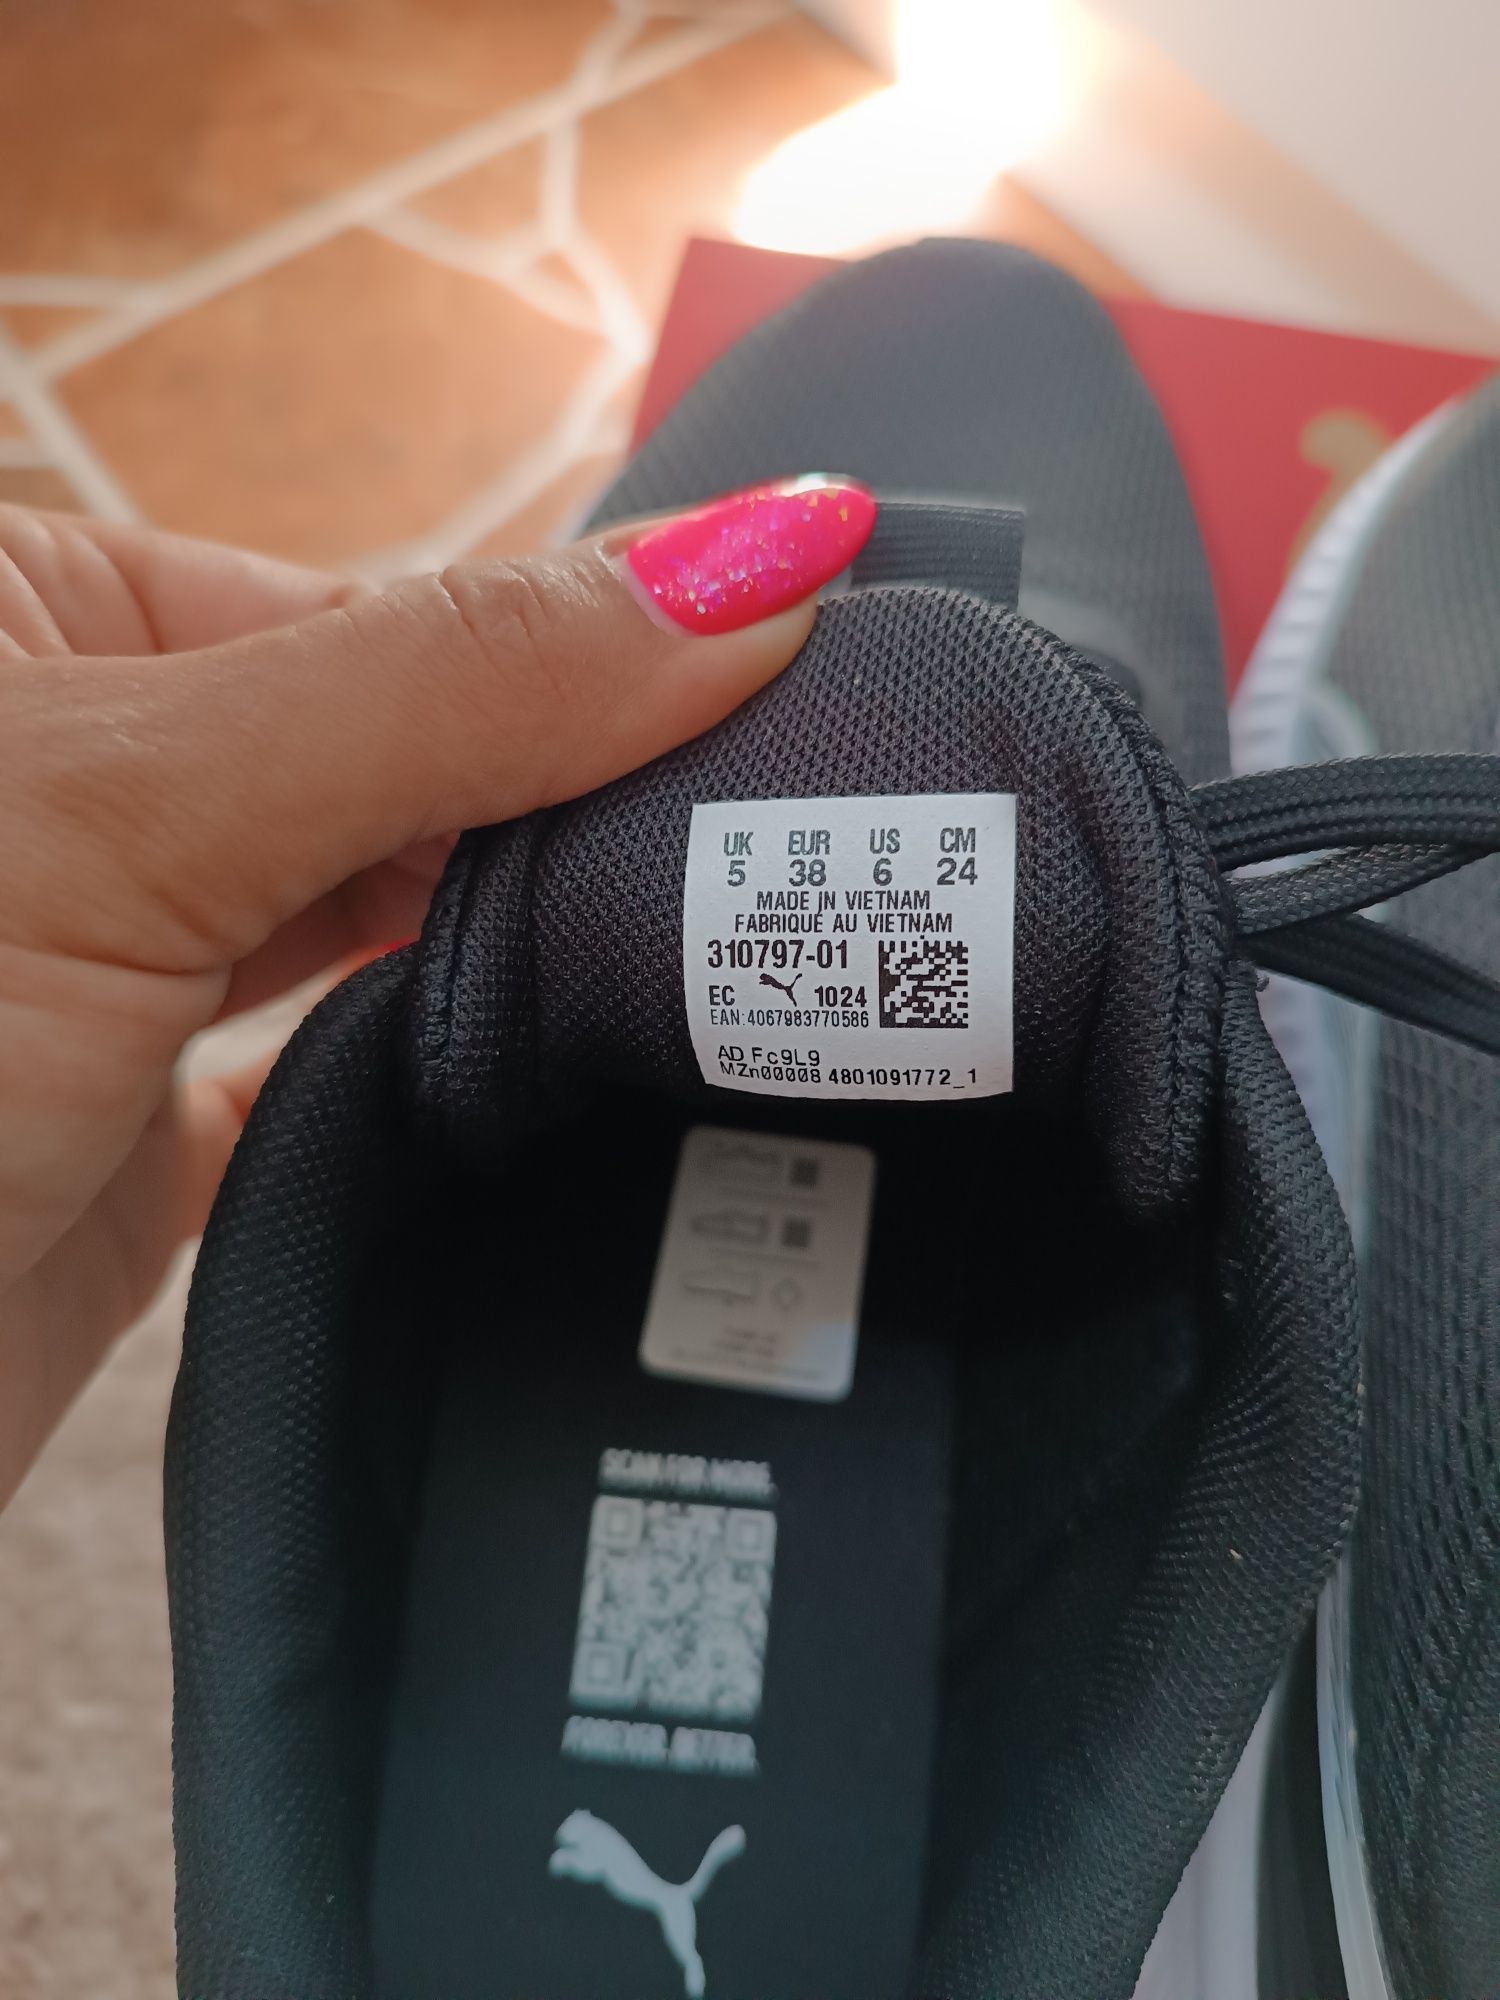 UK EUR US CM
5 38 6 24
MADE IN VIETNAM
FABRIQUÉ AU VIETNAM
310797-01
EC 1024
EAN:4067983770586
AD Fc9L9
MZn00008 4801091772_1
SCAN FOR MORE.
FOREVER. BETTER.